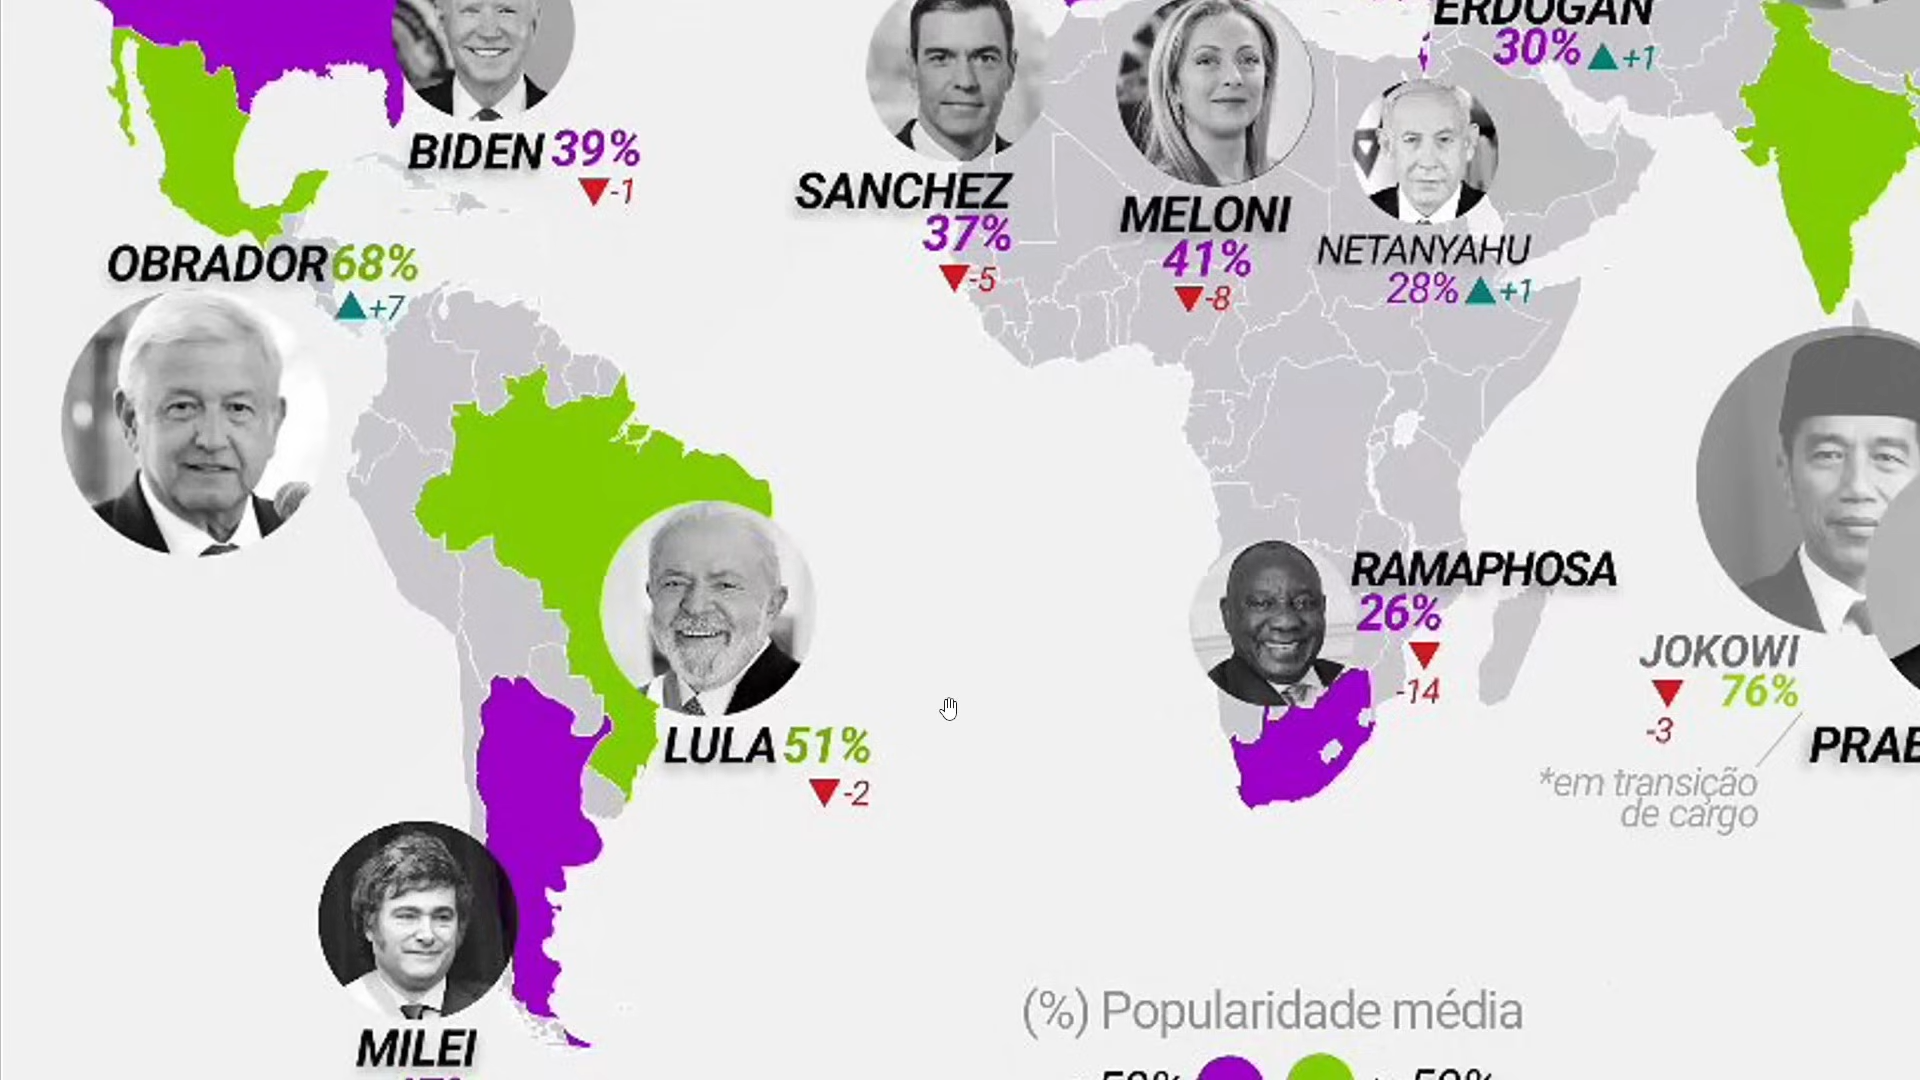 ERDOGAN
30% ▲+1
BIDEN 39%
▼-1
SANCHEZ
37%
▼-5
MELONI
41%
▼-8
NETANYAHU
28% ▲+1
OBRADOR 68%
▲+7
RAMAPHOSA
26%
▼
-14
JOKOWI
76%
▼
-3
*em transição
de cargo
LULA 51%
▼-2
MILEI
(%) Popularidade média